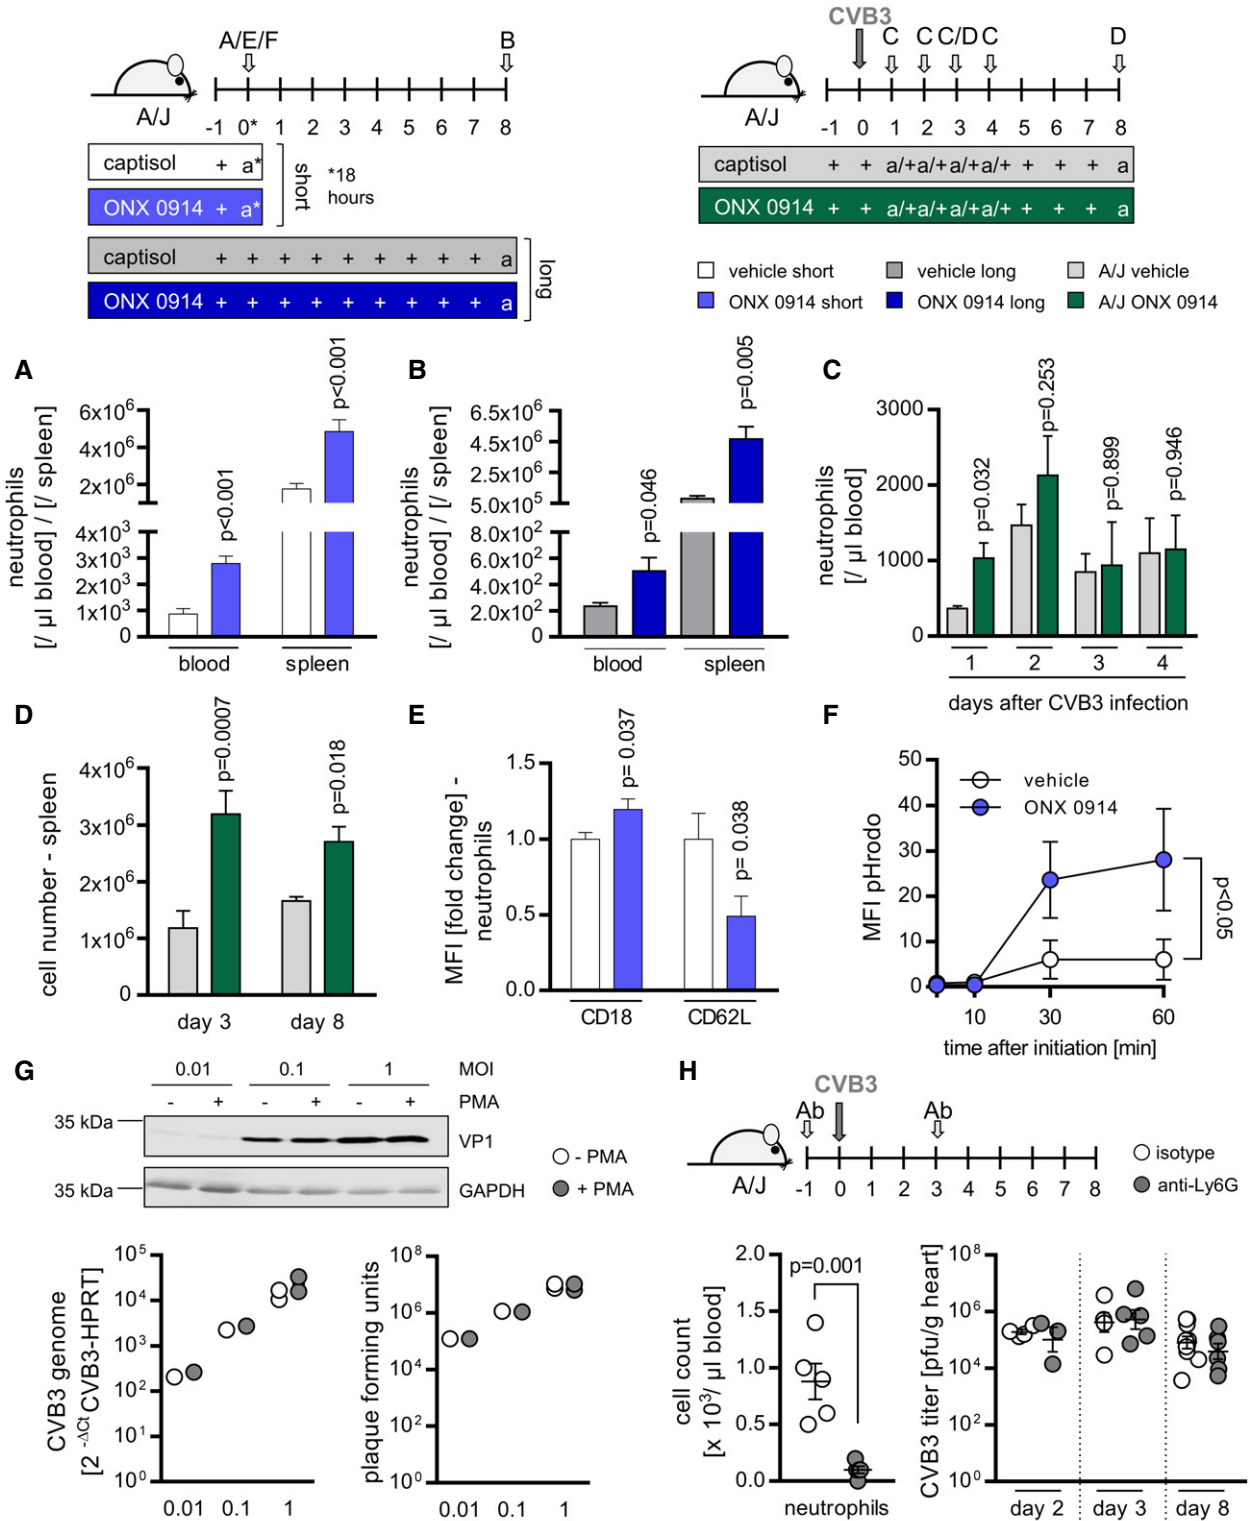 A/E/F
B
A/J
-1 0* 1 2 3 4 5 6 7 8
captisol + a*
ONX 0914 + a*
short
*18
hours
captisol + + + + + + + + + a
ONX 0914 + + + + + + + + + a
long
CVB3
C C C/D C D
A/J
-1 0 1 2 3 4 5 6 7 8
captisol + + a/+a/+a/+a/+ + + + a
ONX 0914 + + a/+a/+a/+a/+ + + + a
vehicle short
vehicle long
A/J vehicle
ONX 0914 short
ONX 0914 long
A/J ONX 0914
A
neutrophils
[/ µl blood] / [/ spleen]
6x10⁶
4x10⁶
2x10⁶
4x10³
3x10³
2x10³
1x10³
0
p<0.001
p<0.001
blood
spleen
B
neutrophils
[/ µl blood] / [/ spleen]
6.5x10⁶
4.5x10⁶
2.5x10⁶
5.0x10⁵
8.0x10²
6.0x10²
4.0x10²
2.0x10²
0
p=0.046
p=0.005
blood
spleen
C
neutrophils
[/ µl blood]
3000
2000
1000
0
p=0.032
p=0.253
p=0.899
p=0.946
1 2 3 4
days after CVB3 infection
D
cell number - spleen
4x10⁶
3x10⁶
2x10⁶
1x10⁶
0
p=0.0007
p=0.018
day 3
day 8
E
MFI [fold change] -
neutrophils
1.5
1.0
0.5
0.0
p= 0.037
p= 0.038
CD18
CD62L
F
MFI pHrodo
50
40
30
20
10
0
vehicle
ONX 0914
p<0.05
10 30 60
time after initiation [min]
G
0.01 0.1 1 MOI
- + - + - + PMA
35 kDa
VP1
35 kDa
GAPDH
- PMA
+ PMA
CVB3 genome
[2 -ΔCt CVB3-HPRT]
10⁵
10⁴
10³
10²
10¹
10⁰
0.01 0.1 1
plaque forming units
10⁸
10⁶
10⁴
10²
10⁰
0.01 0.1 1
H
CVB3
Ab
Ab
A/J
-1 0 1 2 3 4 5 6 7 8
isotype
anti-Ly6G
cell count
[x 10³/ µl blood]
2.0
1.5
1.0
0.5
0.0
p=0.001
neutrophils
CVB3 titer [pfu/g heart]
10⁸
10⁶
10⁴
10²
10⁰
day 2
day 3
day 8